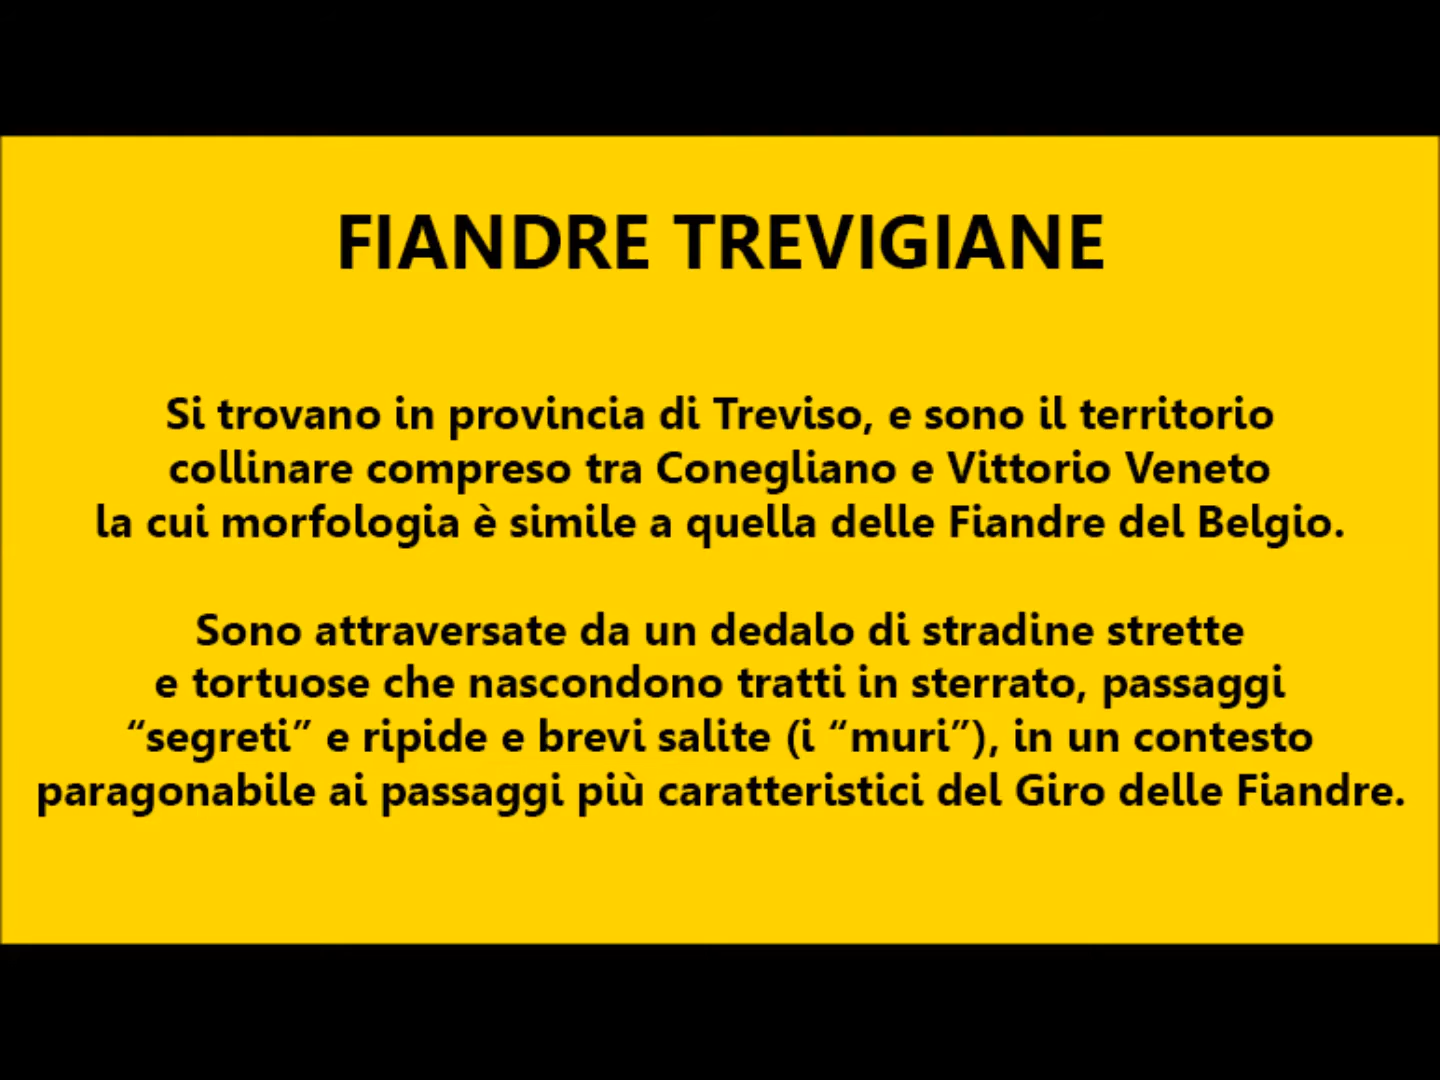 FIANDRE TREVIGIANE
Si trovano in provincia di Treviso, e sono il territorio
collinare compreso tra Conegliano e Vittorio Veneto
la cui morfologia è simile a quella delle Fiandre del Belgio.
Sono attraversate da un dedalo di stradine strette
e tortuose che nascondono tratti in sterrato, passaggi
“segreti” e ripide e brevi salite (i “muri”), in un contesto
paragonabile ai passaggi più caratteristici del Giro delle Fiandre.